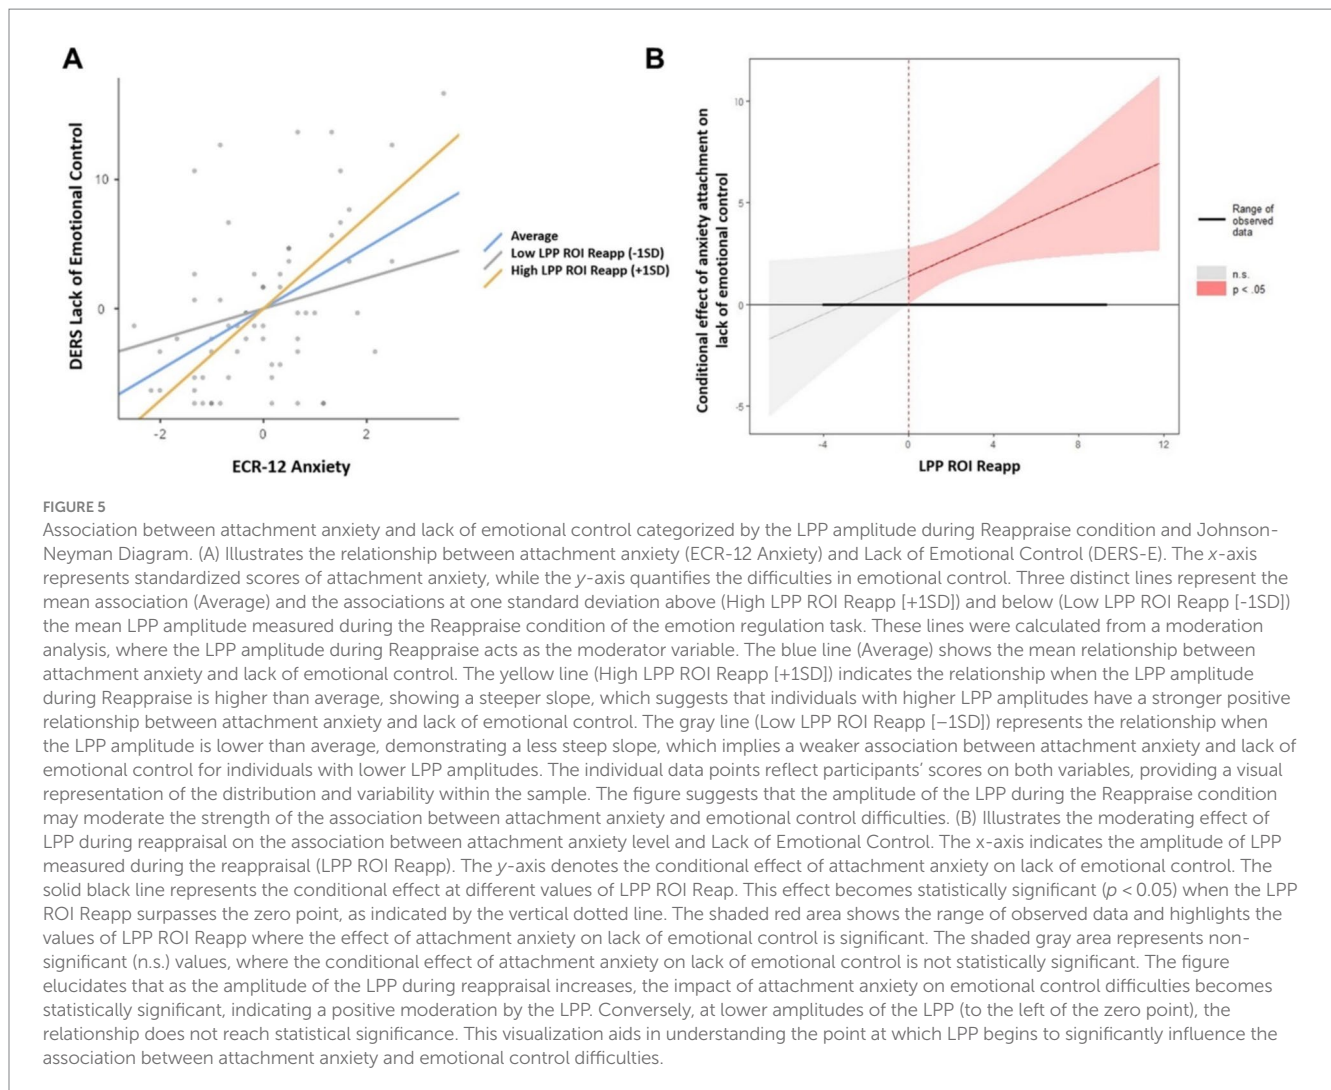 A
DERS Lack of Emotional Control
10
0
-2
0
2
ECR-12 Anxiety
Average
Low LPP ROI Reapp (-1SD)
High LPP ROI Reapp (+1SD)
B
Conditional effect of anxiety attachment on
lack of emotional control
10
5
0
-5
-4
0
4
8
12
LPP ROI Reapp
Range of
observed
data
n.s.
p < .05
FIGURE 5
Association between attachment anxiety and lack of emotional control categorized by the LPP amplitude during Reappraise condition and Johnson-
Neyman Diagram. (A) Illustrates the relationship between attachment anxiety (ECR-12 Anxiety) and Lack of Emotional Control (DERS-E). The x-axis
represents standardized scores of attachment anxiety, while the y-axis quantifies the difficulties in emotional control. Three distinct lines represent the
mean association (Average) and the associations at one standard deviation above (High LPP ROI Reapp [+1SD]) and below (Low LPP ROI Reapp [-1SD])
the mean LPP amplitude measured during the Reappraise condition of the emotion regulation task. These lines were calculated from a moderation
analysis, where the LPP amplitude during Reappraise acts as the moderator variable. The blue line (Average) shows the mean relationship between
attachment anxiety and lack of emotional control. The yellow line (High LPP ROI Reapp [+1SD]) indicates the relationship when the LPP amplitude
during Reappraise is higher than average, showing a steeper slope, which suggests that individuals with higher LPP amplitudes have a stronger positive
relationship between attachment anxiety and lack of emotional control. The gray line (Low LPP ROI Reapp [−1SD]) represents the relationship when
the LPP amplitude is lower than average, demonstrating a less steep slope, which implies a weaker association between attachment anxiety and lack of
emotional control for individuals with lower LPP amplitudes. The individual data points reflect participants' scores on both variables, providing a visual
representation of the distribution and variability within the sample. The figure suggests that the amplitude of the LPP during the Reappraise condition
may moderate the strength of the association between attachment anxiety and emotional control difficulties. (B) Illustrates the moderating effect of
LPP during reappraisal on the association between attachment anxiety level and Lack of Emotional Control. The x-axis indicates the amplitude of LPP
measured during the reappraisal (LPP ROI Reapp). The y-axis denotes the conditional effect of attachment anxiety on lack of emotional control. The
solid black line represents the conditional effect at different values of LPP ROI Reap. This effect becomes statistically significant (p < 0.05) when the LPP
ROI Reapp surpasses the zero point, as indicated by the vertical dotted line. The shaded red area shows the range of observed data and highlights the
values of LPP ROI Reapp where the effect of attachment anxiety on lack of emotional control is significant. The shaded gray area represents non-
significant (n.s.) values, where the conditional effect of attachment anxiety on lack of emotional control is not statistically significant. The figure
elucidates that as the amplitude of the LPP during reappraisal increases, the impact of attachment anxiety on emotional control difficulties becomes
statistically significant, indicating a positive moderation by the LPP. Conversely, at lower amplitudes of the LPP (to the left of the zero point), the
relationship does not reach statistical significance. This visualization aids in understanding the point at which LPP begins to significantly influence the
association between attachment anxiety and emotional control difficulties.